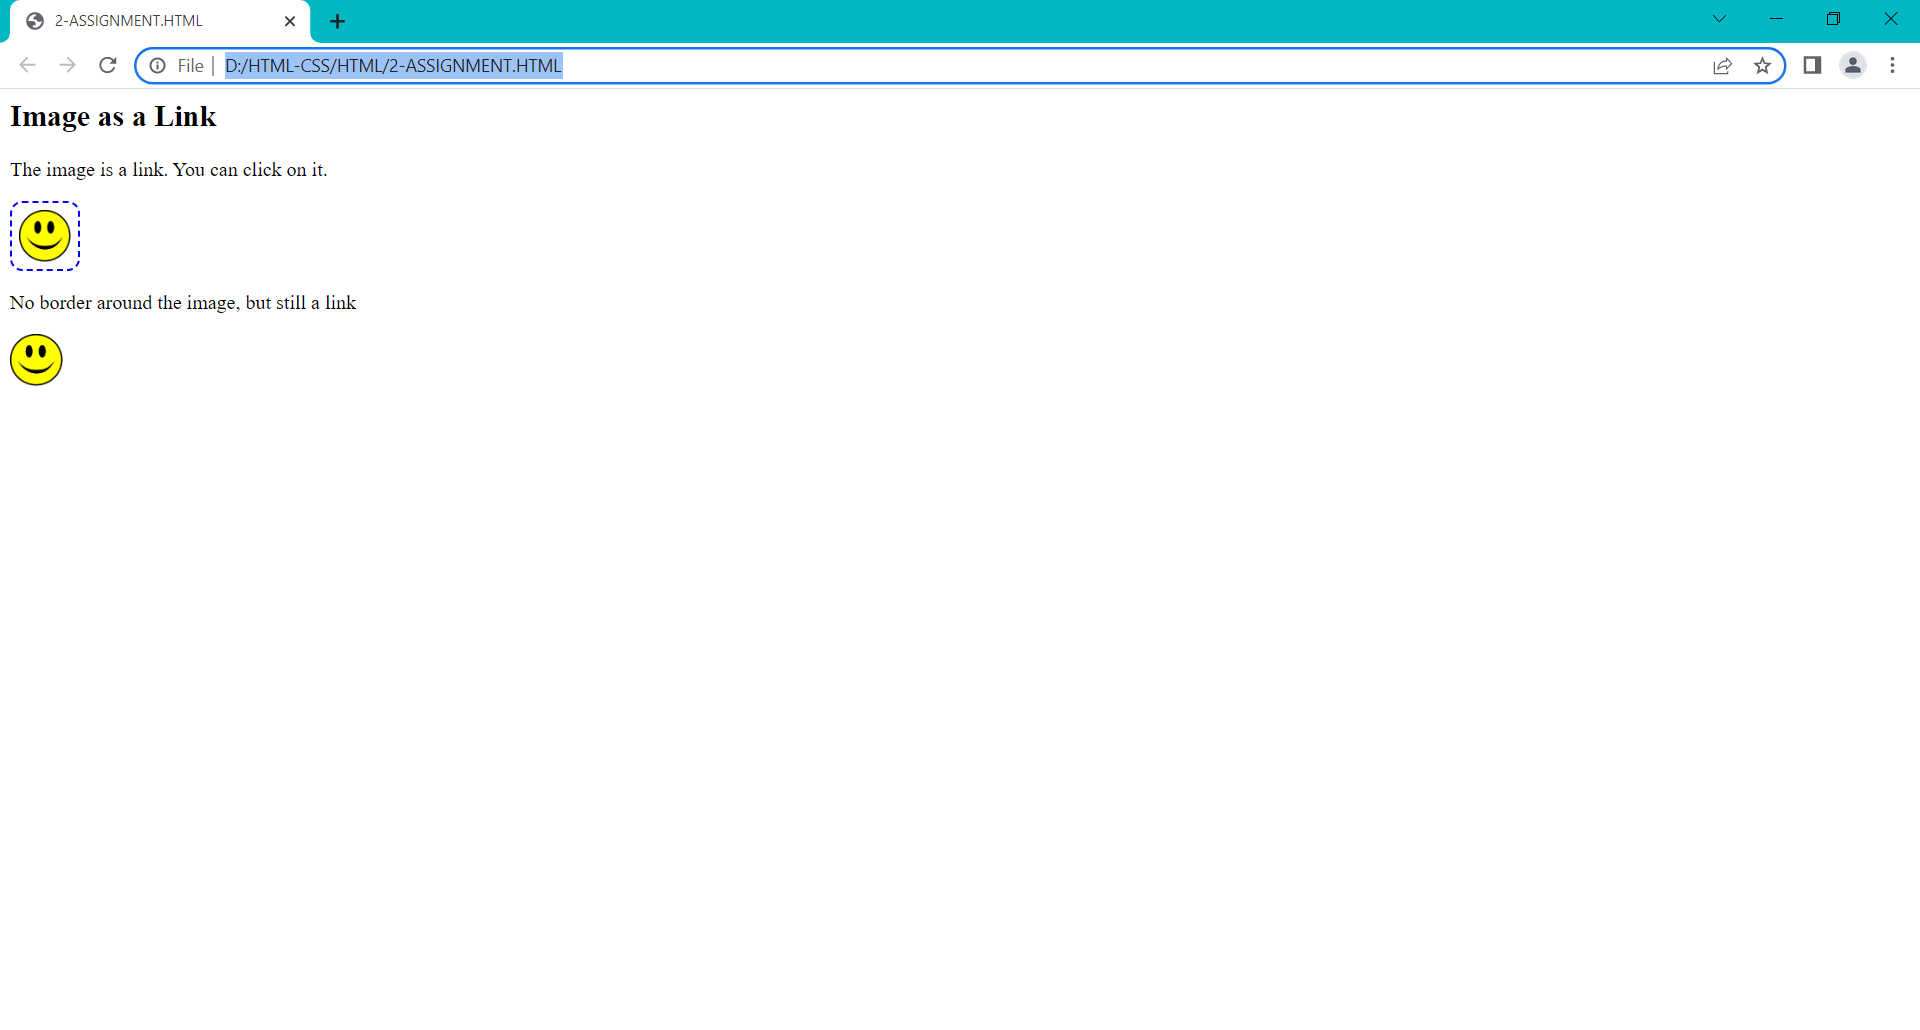 2-ASSIGNMENT.HTML
File | D:/HTML-CSS/HTML/2-ASSIGNMENT.HTML
Image as a Link
The image is a link. You can click on it.
No border around the image, but still a link